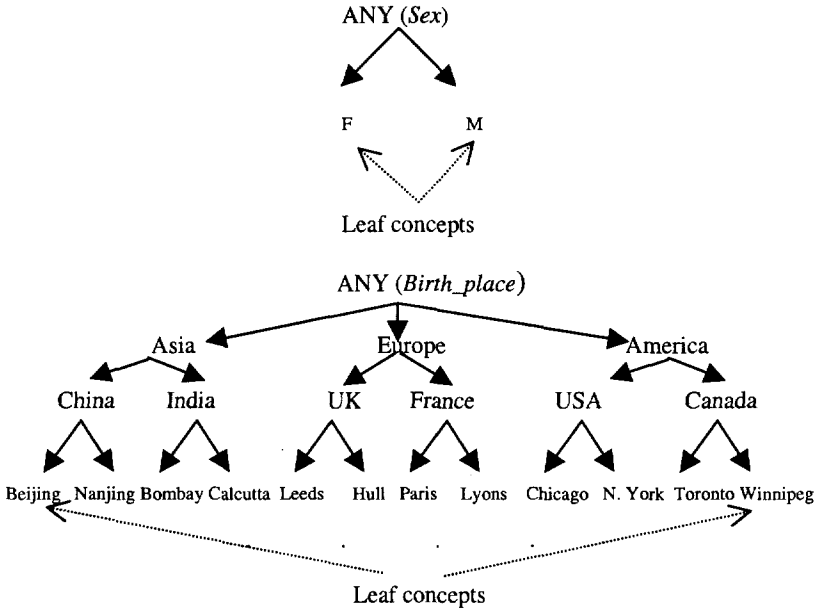 ANY (Sex)
F M
Leaf concepts
ANY (Birth_place)
Asia Europe America
China India UK France USA Canada
Beijing Nanjing Bombay Calcutta Leeds Hull Paris Lyons Chicago N. York Toronto Winnipeg
Leaf concepts